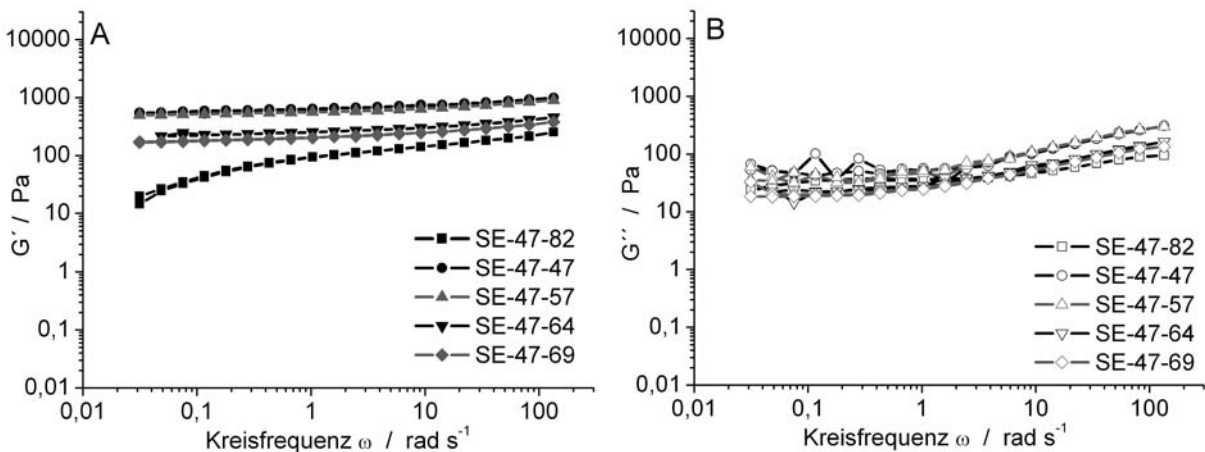 A
10000
1000
100
10
1
0,1
0,01
G´ / Pa
SE-47-82
SE-47-47
SE-47-57
SE-47-64
SE-47-69
0,01 0,1 1 10 100
Kreisfrequenz ω / rad s⁻¹
B
10000
1000
100
10
1
0,1
0,01
G´´ / Pa
SE-47-82
SE-47-47
SE-47-57
SE-47-64
SE-47-69
0,01 0,1 1 10 100
Kreisfrequenz ω / rad s⁻¹